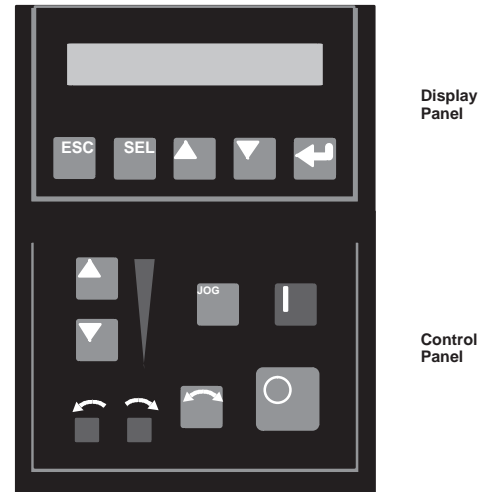 Display
Panel
ESC SEL
JOG
Control
Panel